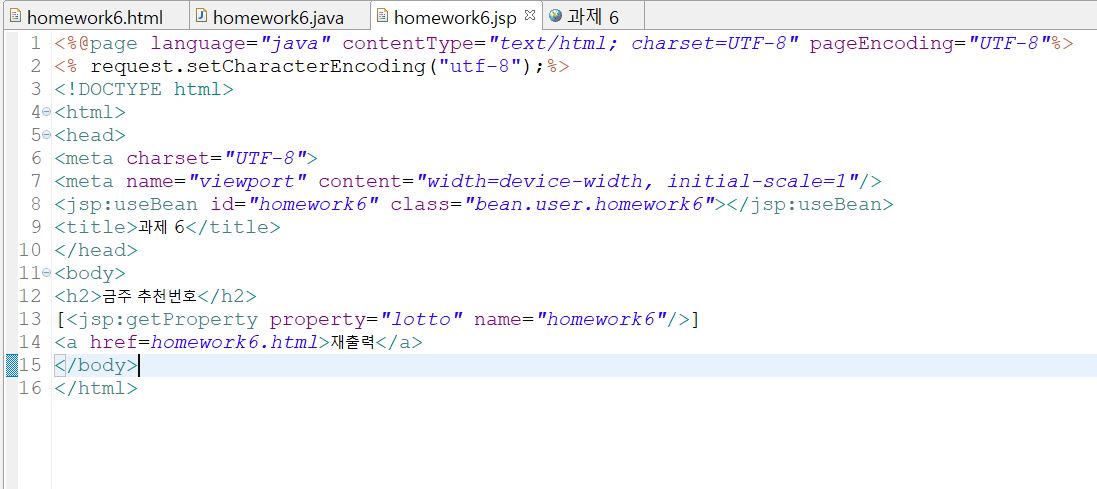 homework6.html homework6.java homework6.jsp 과제 6
1 <%@page language="java" contentType="text/html; charset=UTF-8" pageEncoding="UTF-8"%>
2 <% request.setCharacterEncoding("utf-8");%>
3 <!DOCTYPE html>
4 <html>
5 <head>
6 <meta charset="UTF-8">
7 <meta name="viewport" content="width=device-width, initial-scale=1"/>
8 <jsp:useBean id="homework6" class="bean.user.homework6"></jsp:useBean>
9 <title>과제 6</title>
10 </head>
11 <body>
12 <h2>금주 추천번호</h2>
13 [<jsp:getProperty property="lotto" name="homework6"/>]
14 <a href=homework6.html>재출력</a>
15 </body>
16 </html>